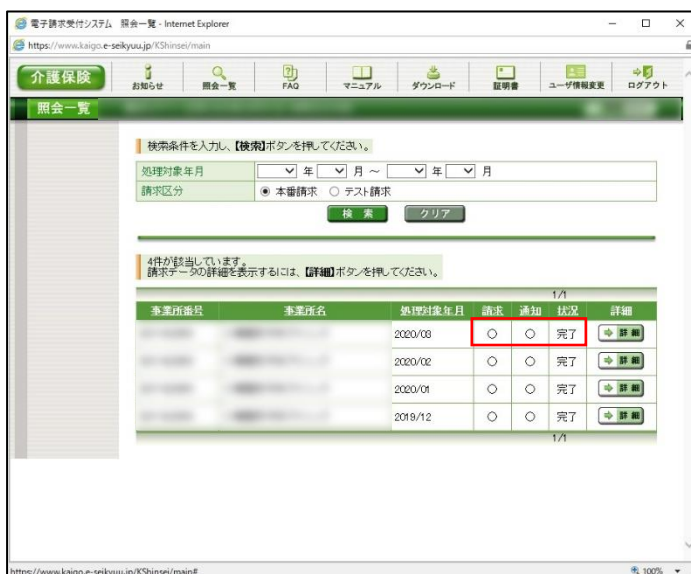 電子請求受付システム 照会一覧 - Internet Explorer
https://www.kaigo.e-seikyuu.jp/KShinsei/main
介護保険
お知らせ 照会一覧 FAQ マニュアル ダウンロード 証明書 ユーザ情報変更 ログアウト
照会一覧
検索条件を入力し、【検索】ボタンを押してください。
処理対象年月 年 月 ～ 年 月
請求区分 本番請求 テスト請求
検 索 クリア
4件が該当しています。
請求データの詳細を表示するには、【詳細】ボタンを押してください。
1/1
事業所番号 事業所名 処理対象年月 請求 通知 状況 詳細
2020/03 ○ ○ 完了 詳 細
2020/02 ○ ○ 完了 詳 細
2020/01 ○ ○ 完了 詳 細
2019/12 ○ ○ 完了 詳 細
1/1
https://www.kaigo.e-seikyuu.jp/KShinsei/main# 100%